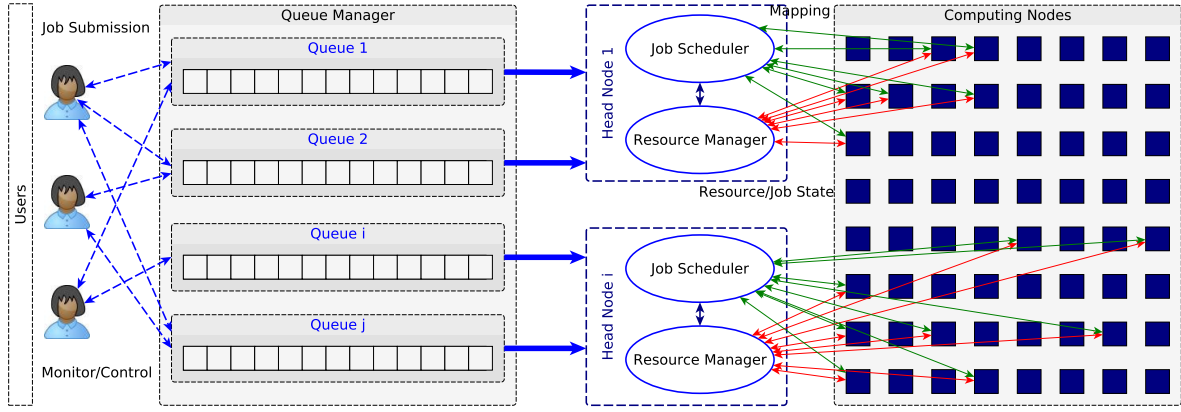 Users
Job Submission
Monitor/Control
Queue Manager
Queue 1
Queue 2
Queue i
Queue j
Head Node 1
Job Scheduler
Resource Manager
Head Node i
Job Scheduler
Resource Manager
Mapping
Resource/Job State
Computing Nodes